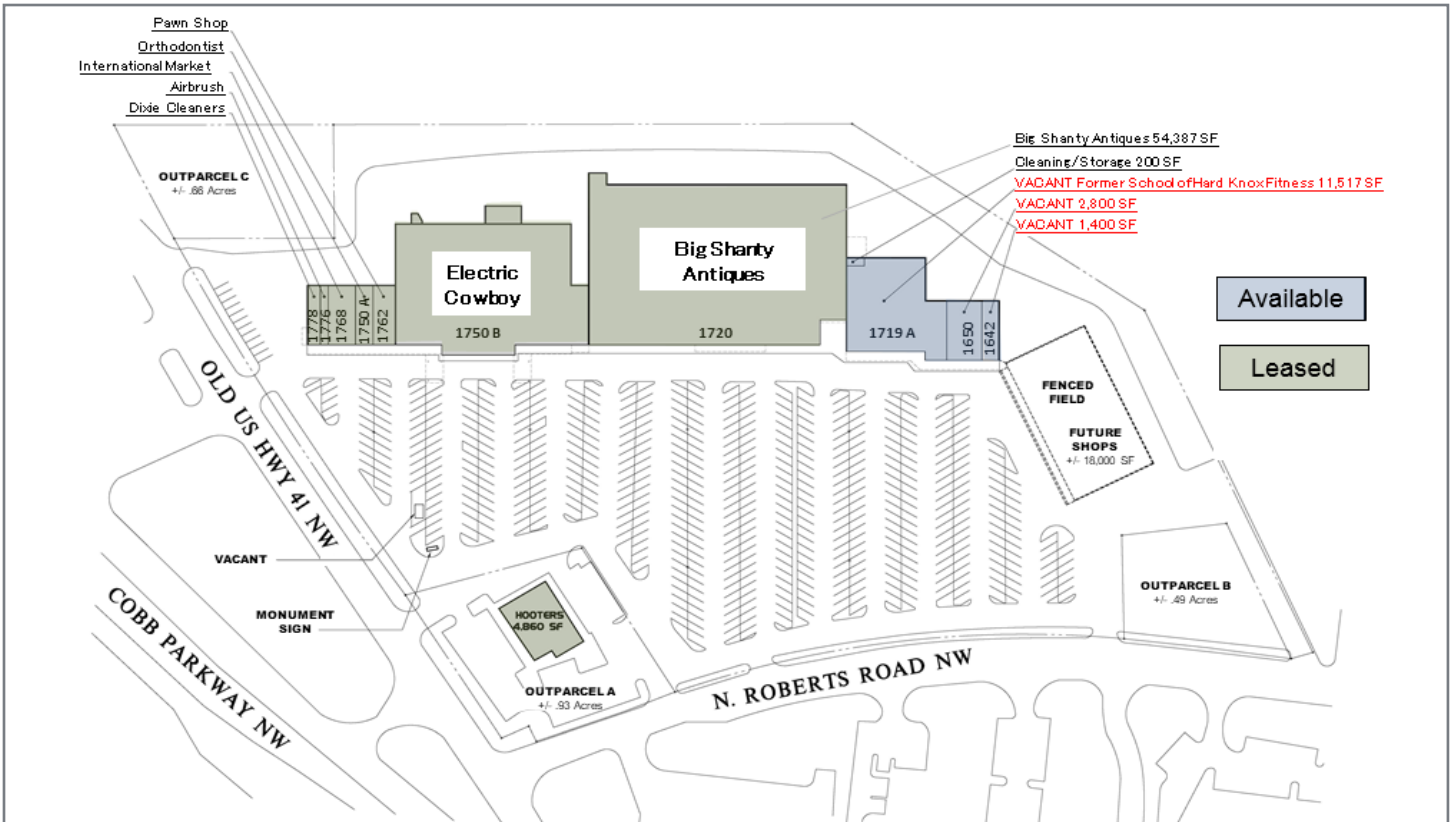 Pawn Shop
Orthodontist
International Market
Airbrush
Dixie Cleaners
Big Shanty Antiques 54,387 SF
Cleaning/Storage 200 SF
VACANT Former School of Hard Knox Fitness 11,517 SF
VACANT 2,800 SF
VACANT 1,400 SF
OUTPARCEL C
+/- .66 Acres
Electric
Cowboy
Big Shanty
Antiques
Available
Leased
1778
1776
1768
1750 A
1762
1750 B
1720
1719 A
1650
1642
FENCED
FIELD
FUTURE
SHOPS
+/- 18,000 SF
OLD US HWY 41 NW
VACANT
MONUMENT
SIGN
COBB PARKWAY NW
HOOTERS
4,860 SF
OUTPARCEL A
+/- .93 Acres
N. ROBERTS ROAD NW
OUTPARCEL B
+/- .49 Acres